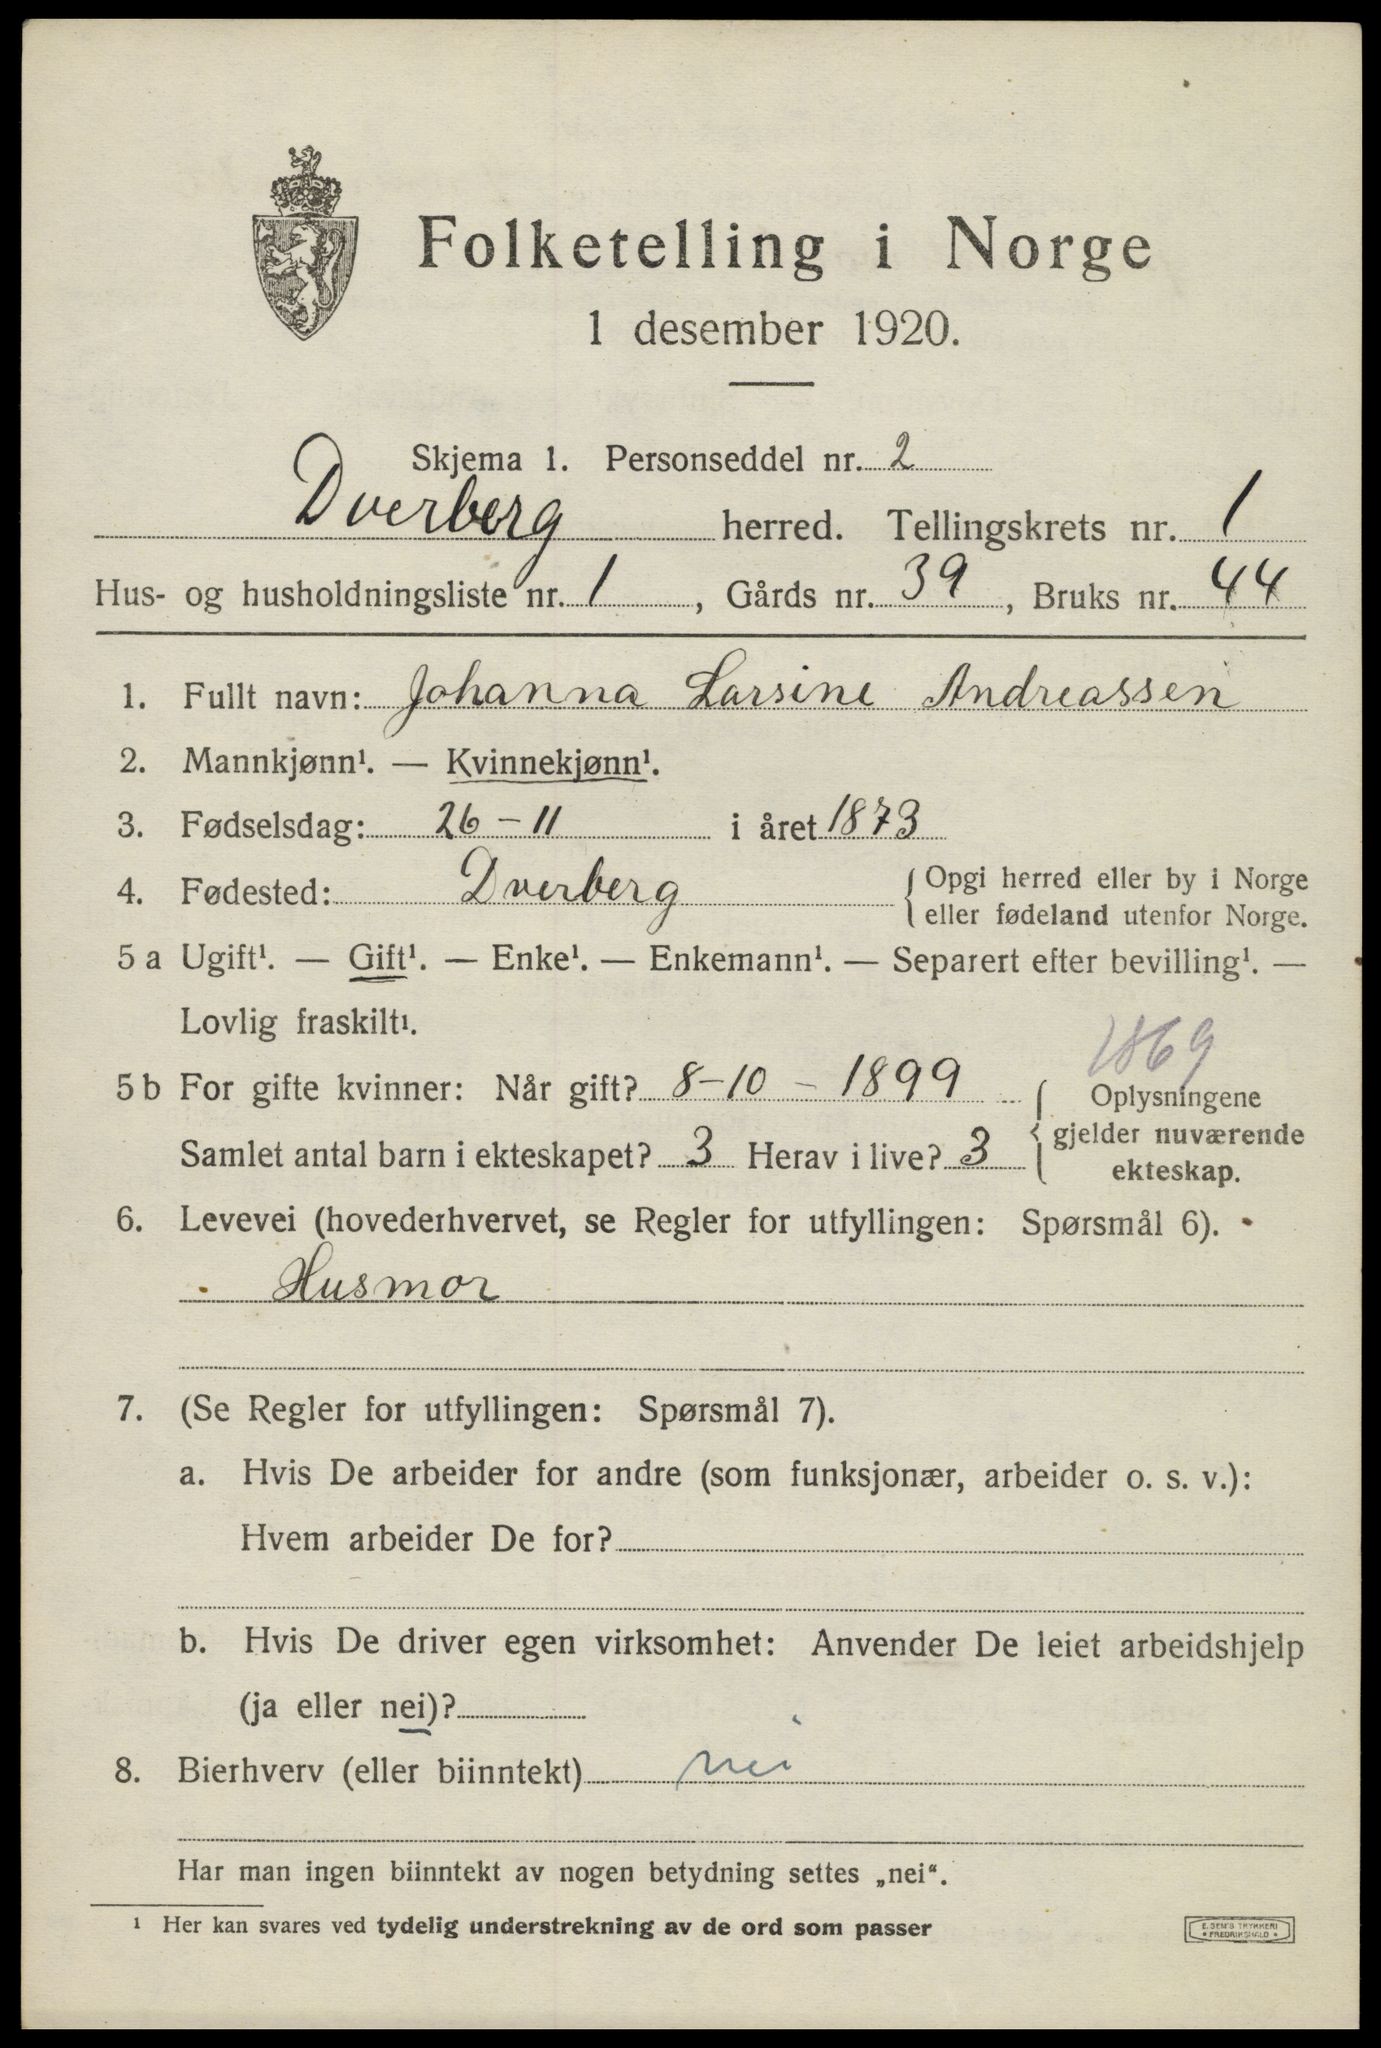 Folketelling i Norge
1 desember 1920.
Skjema 1. Personseddel nr. 2
Dverberg herred. Tellingskrets nr. 1
Hus- og husholdningsliste nr. 1, Gårds nr. 39, Bruks nr. 44
1. Fullt navn: Johanna Larsine Andreassen
2. Mannkjønn¹. — Kvinnekjønn¹.
3. Fødselsdag: 26-11 i året 1873
4. Fødested: Dverberg {Opgi herred eller by i Norge
eller fødeland utenfor Norge.
5 a Ugift¹. — Gift¹. — Enke¹. — Enkemann¹. — Separert efter bevilling¹. —
Lovlig fraskilt¹.
1869
5 b For gifte kvinner: Når gift? 8-10 - 1899 { Oplysningene
Samlet antal barn i ekteskapet? 3 Herav i live? 3 gjelder nuværende
ekteskap.
6. Levevei (hovederhvervet, se Regler for utfyllingen: Spørsmål 6).
Husmor
7. (Se Regler for utfyllingen: Spørsmål 7).
a. Hvis De arbeider for andre (som funksjonær, arbeider o. s. v.):
Hvem arbeider De for?
b. Hvis De driver egen virksomhet: Anvender De leiet arbeidshjelp
(ja eller nei)?
8. Bierhverv (eller biinntekt) nei
Har man ingen biinntekt av nogen betydning settes „nei“.
¹ Her kan svares ved tydelig understrekning av de ord som passer
E. SEM'S TRYKKERI
FREDRIKSHALD